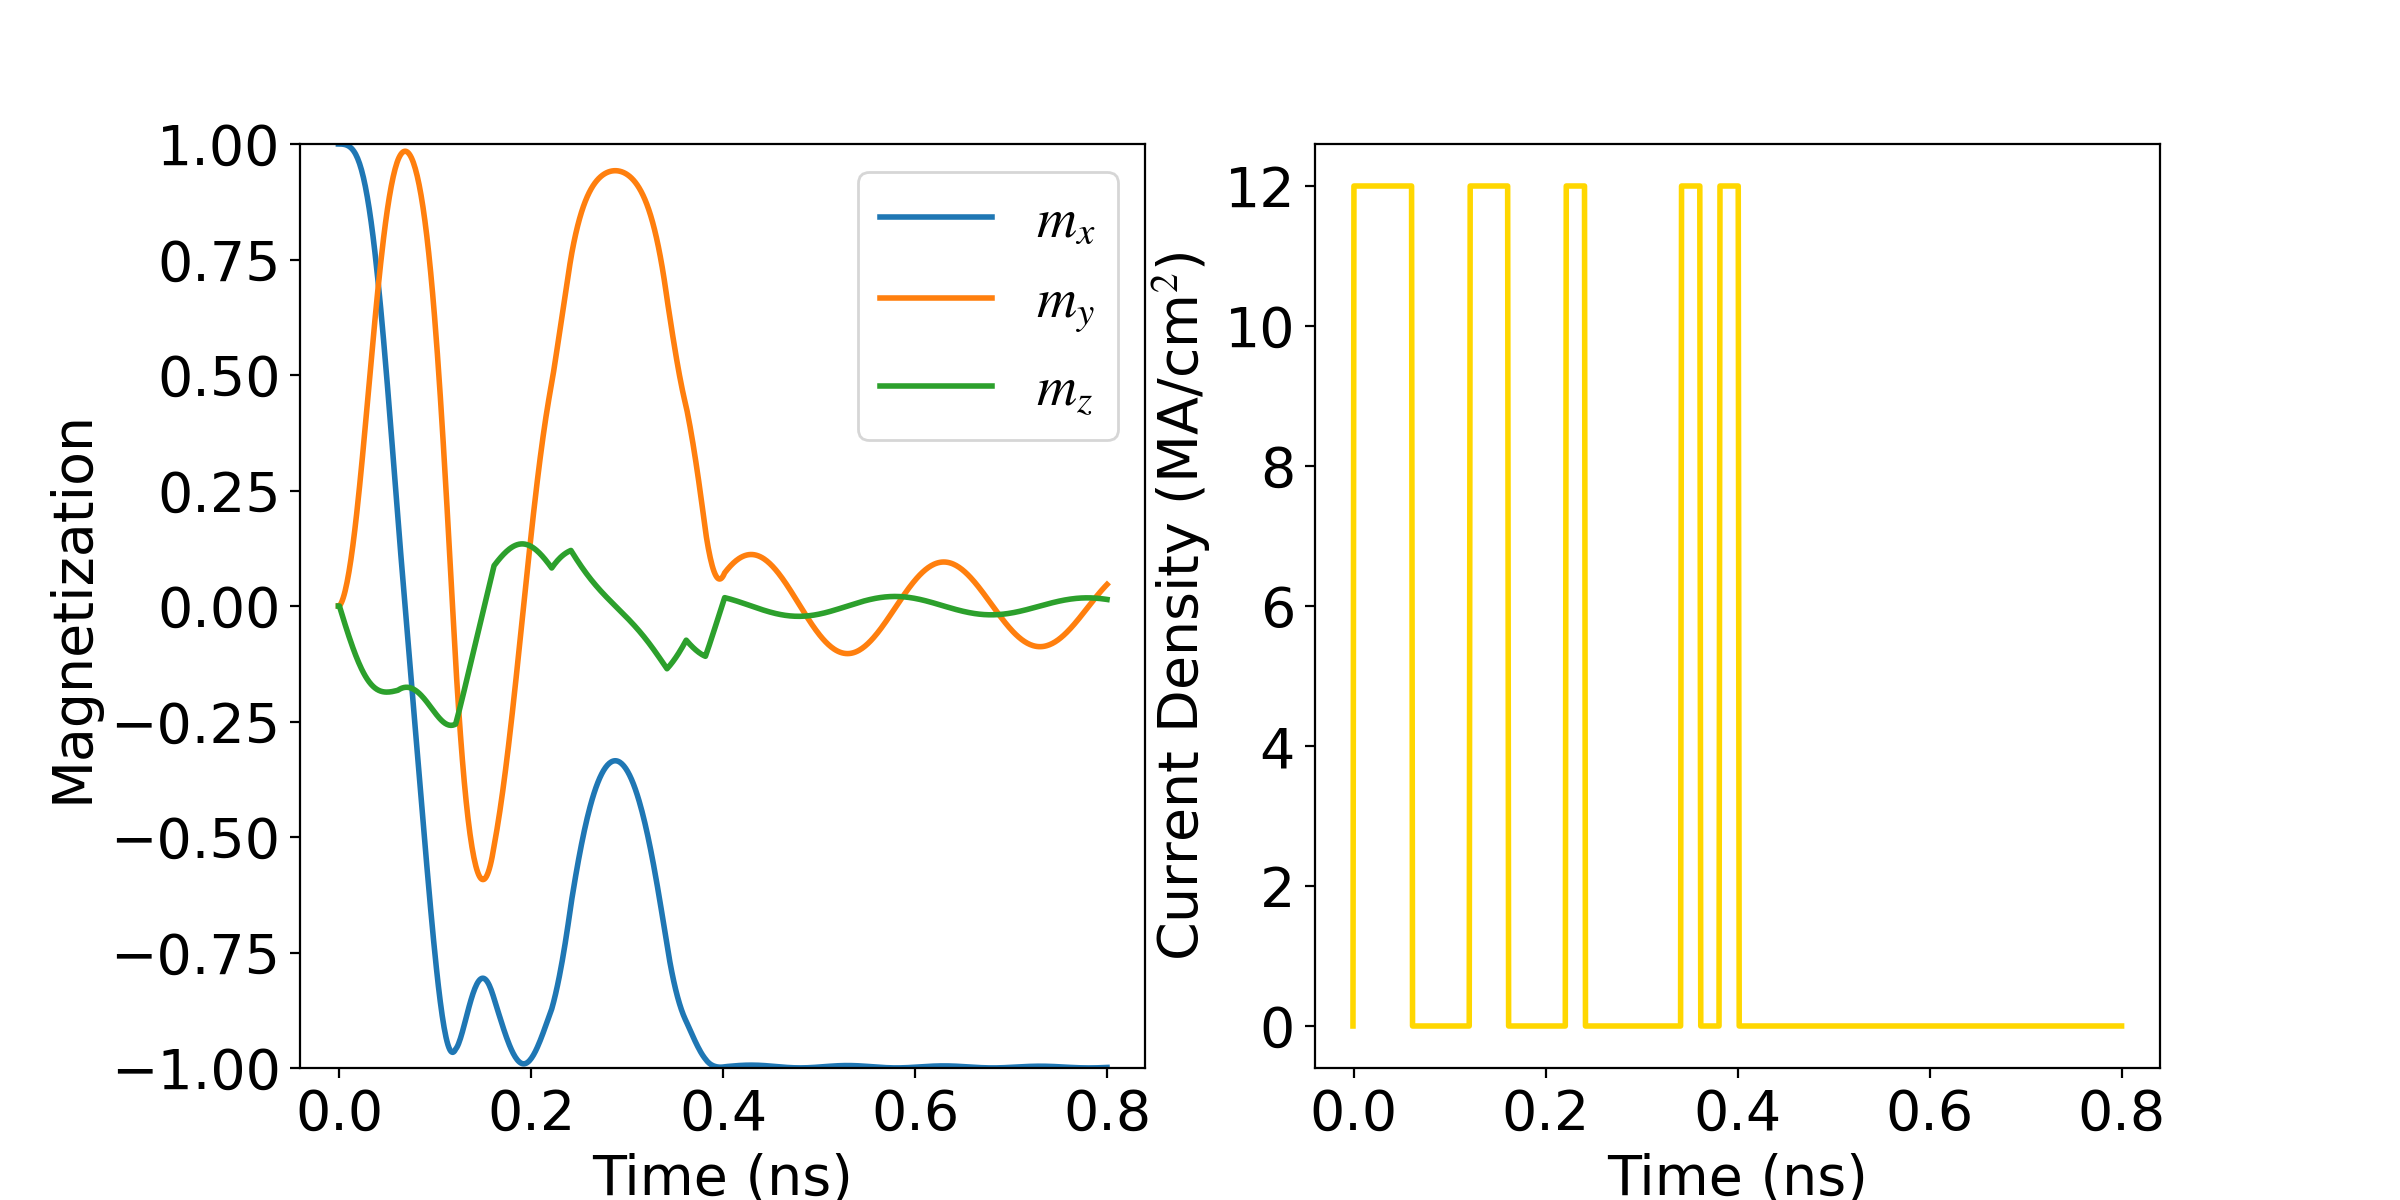 Magnetization
1.00
0.75
0.50
0.25
0.00
−0.25
−0.50
−0.75
−1.00
0.0 0.2 0.4 0.6 0.8
Time (ns)
m_x
m_y
m_z
Current Density (MA/cm²)
12
10
8
6
4
2
0
0.0 0.2 0.4 0.6 0.8
Time (ns)